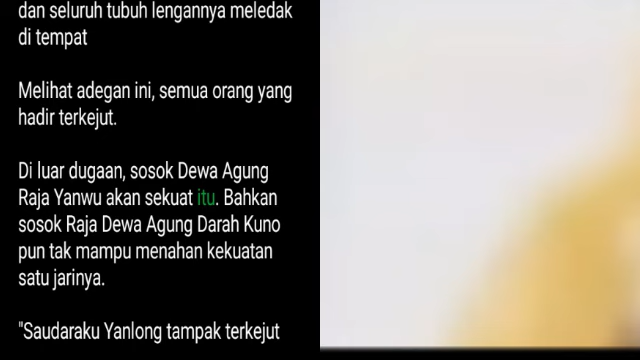 dan seluruh tubuh lengannya meledak
di tempat
Melihat adegan ini, semua orang yang
hadir terkejut.
Di luar dugaan, sosok Dewa Agung
Raja Yanwu akan sekuat itu. Bahkan
sosok Raja Dewa Agung Darah Kuno
pun tak mampu menahan kekuatan
satu jarinya.
"Saudaraku Yanlong tampak terkejut